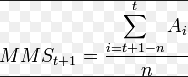 MMS_{t+1} = \frac{\sum_{i=t+1-n}^{t} A_i}{n}